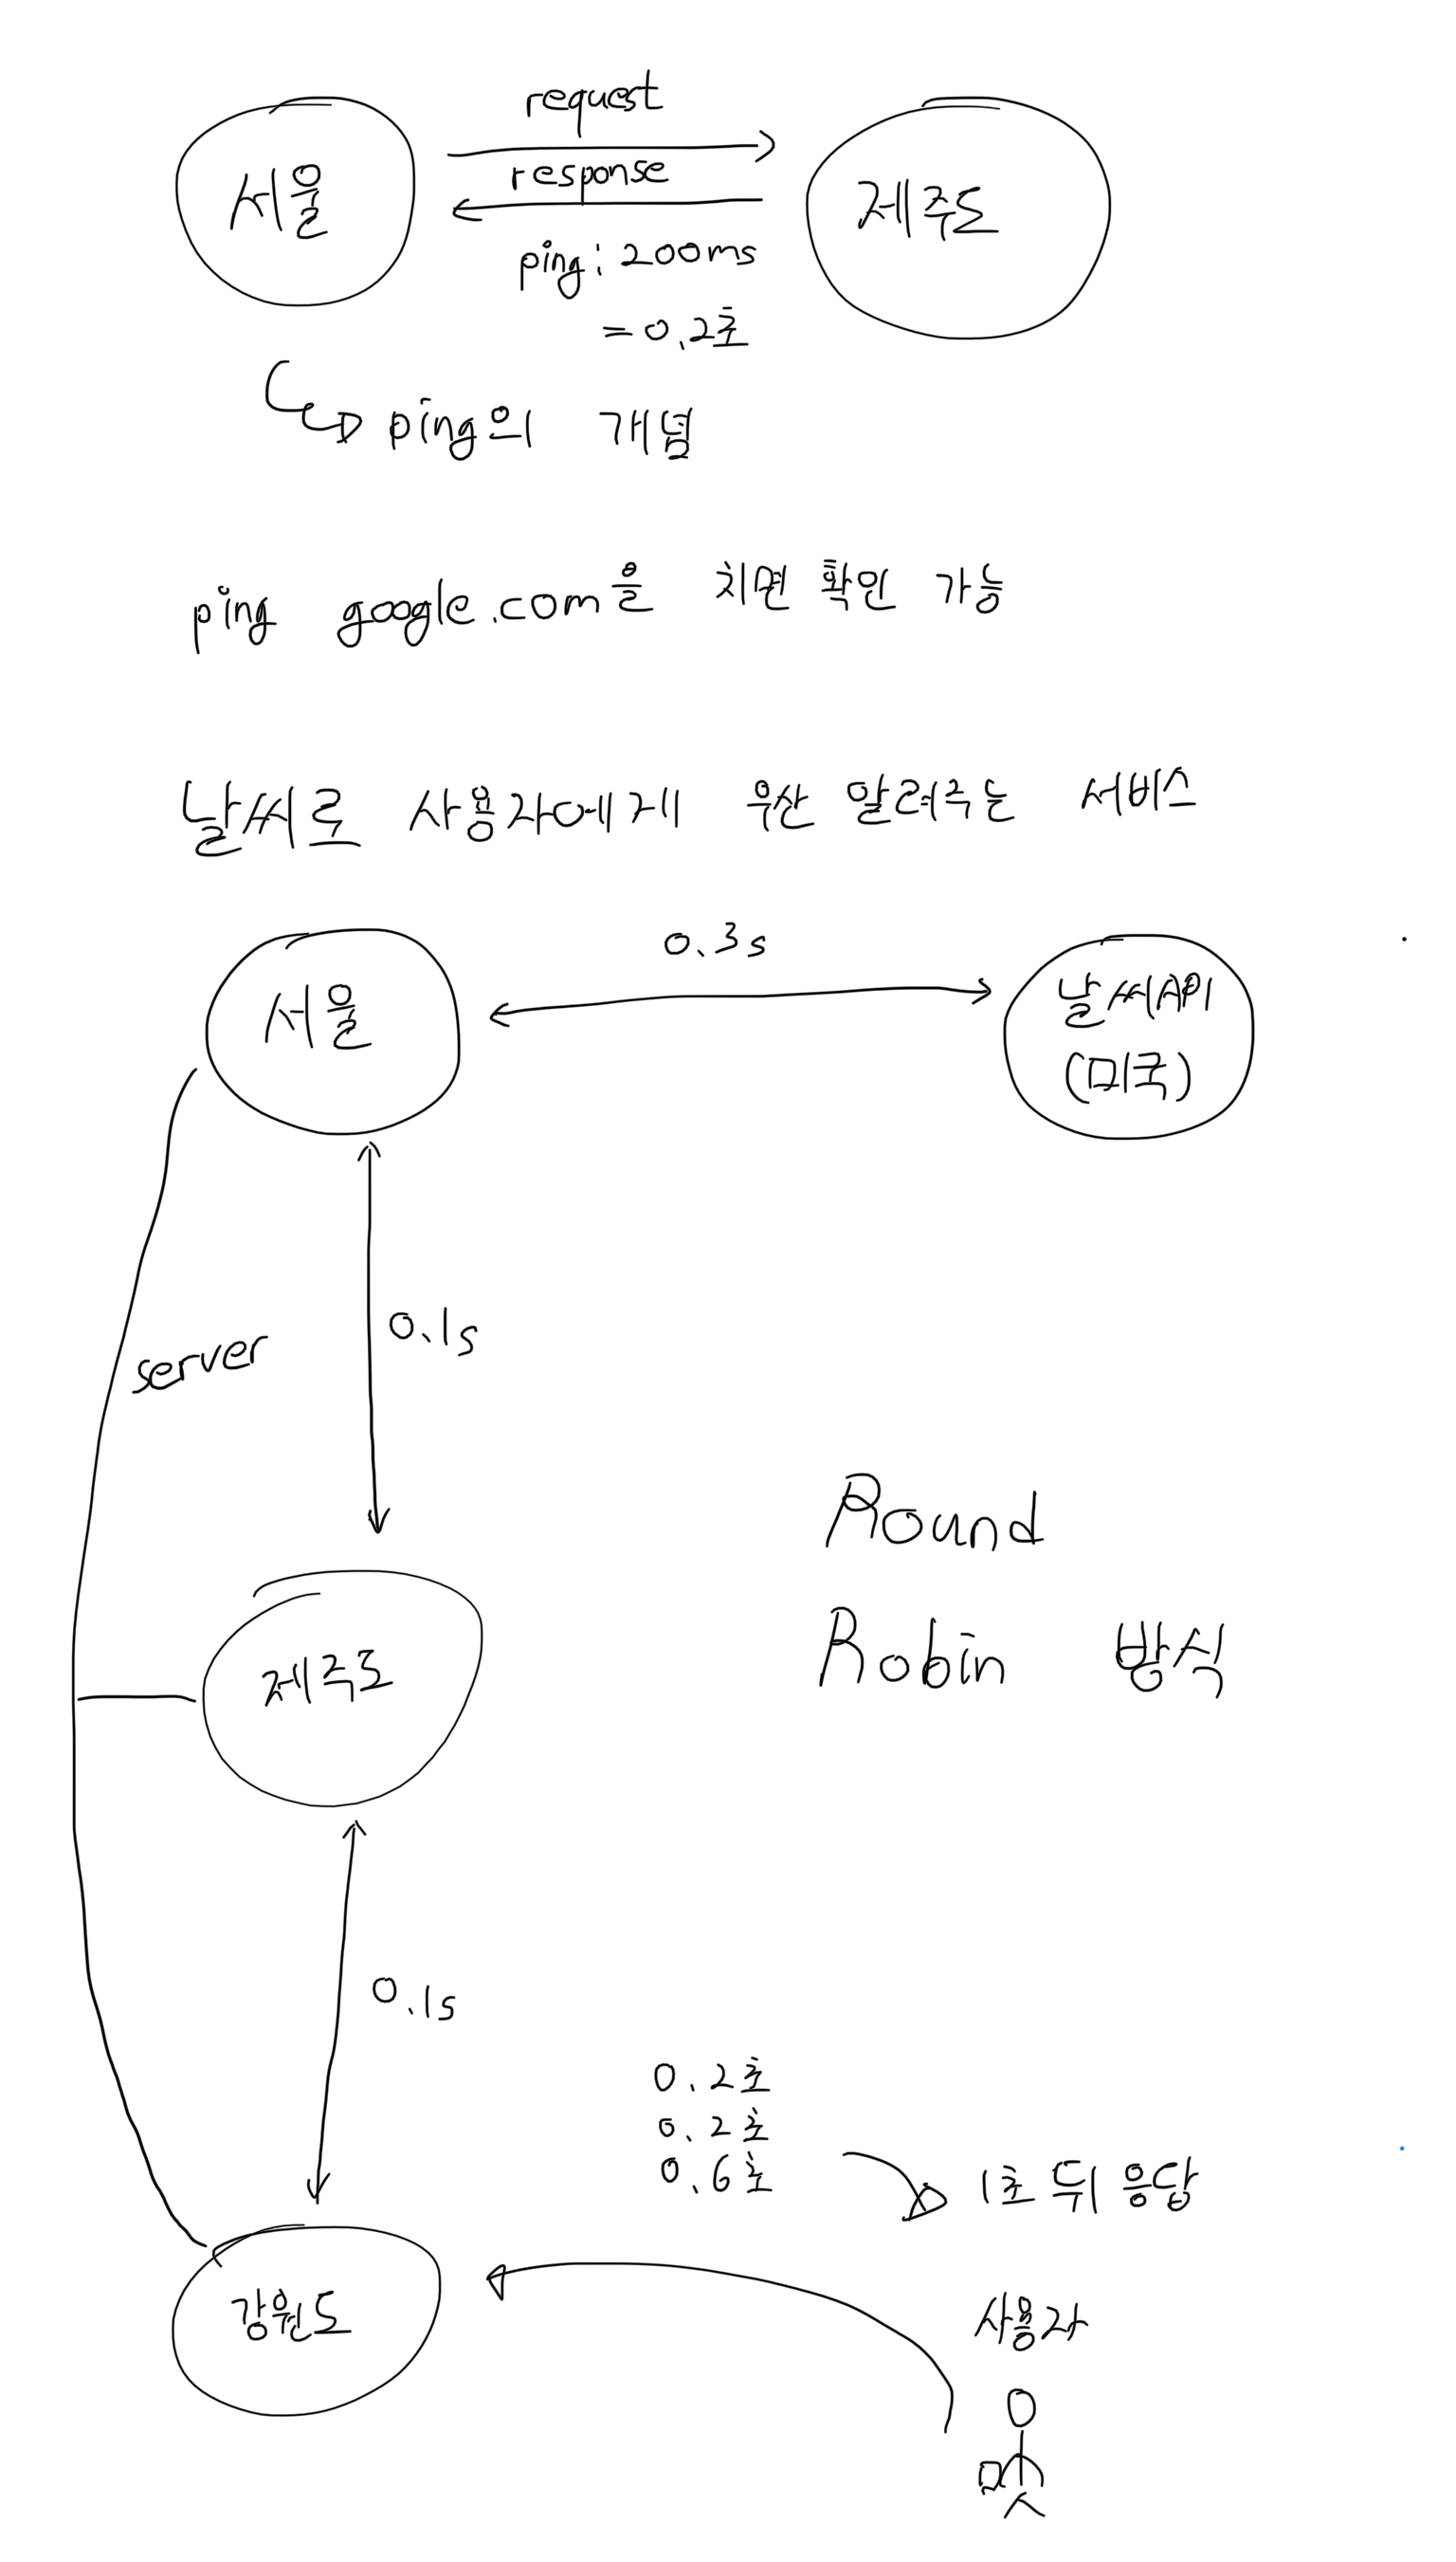 request
서울
response
제주도
ping: 200ms
= 0.2초
ping의 개념
ping google.com을 치면 확인 가능
날씨로 사용자에게 우산 알려주는 서비스
0.3s
서울
날씨API
(미국)
0.1s
server
Round
Robin 방식
제주도
0.1s
0.2초
0.2초
0.6초
1초 뒤 응답
강원도
사용자